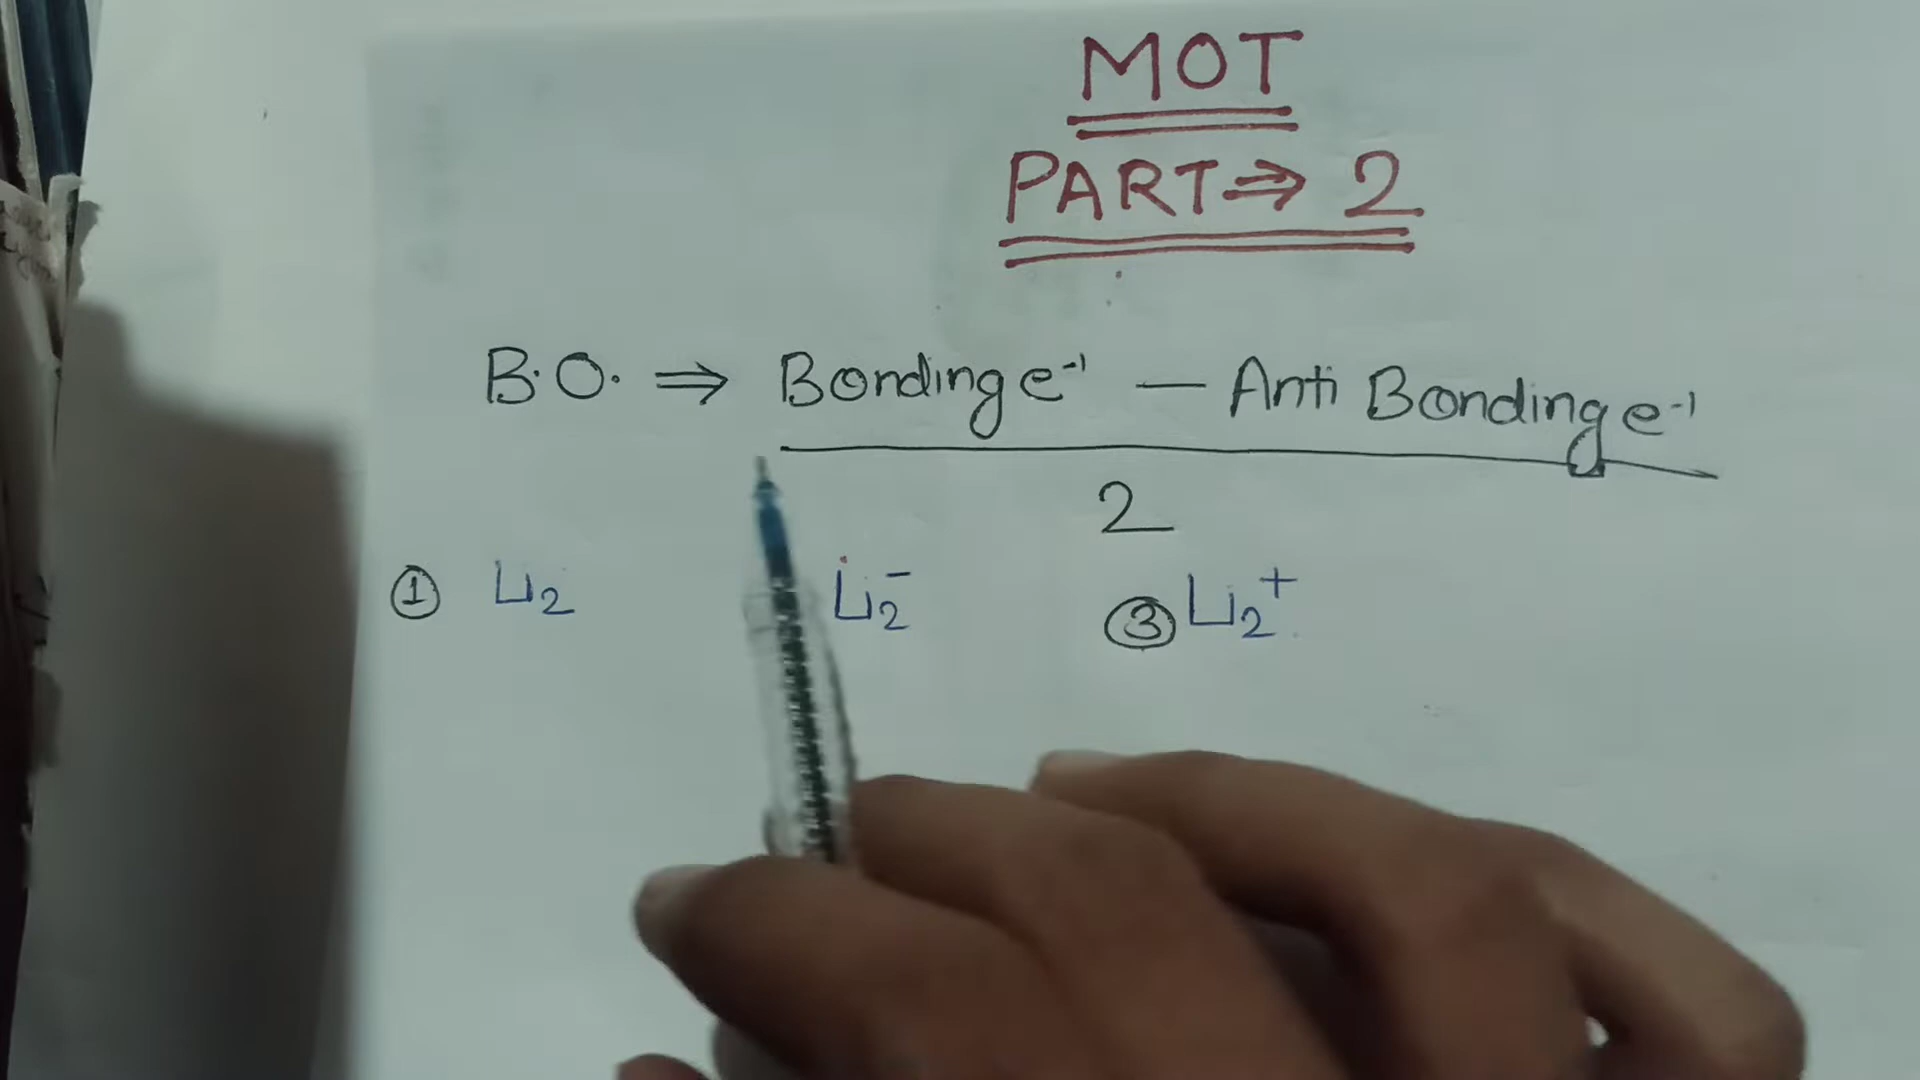 MOT
PART ⇒ 2
B.O. ⇒ Bonding e⁻¹ — Anti Bonding e⁻¹
2
① Li₂ Li₂⁻ ③ Li₂⁺